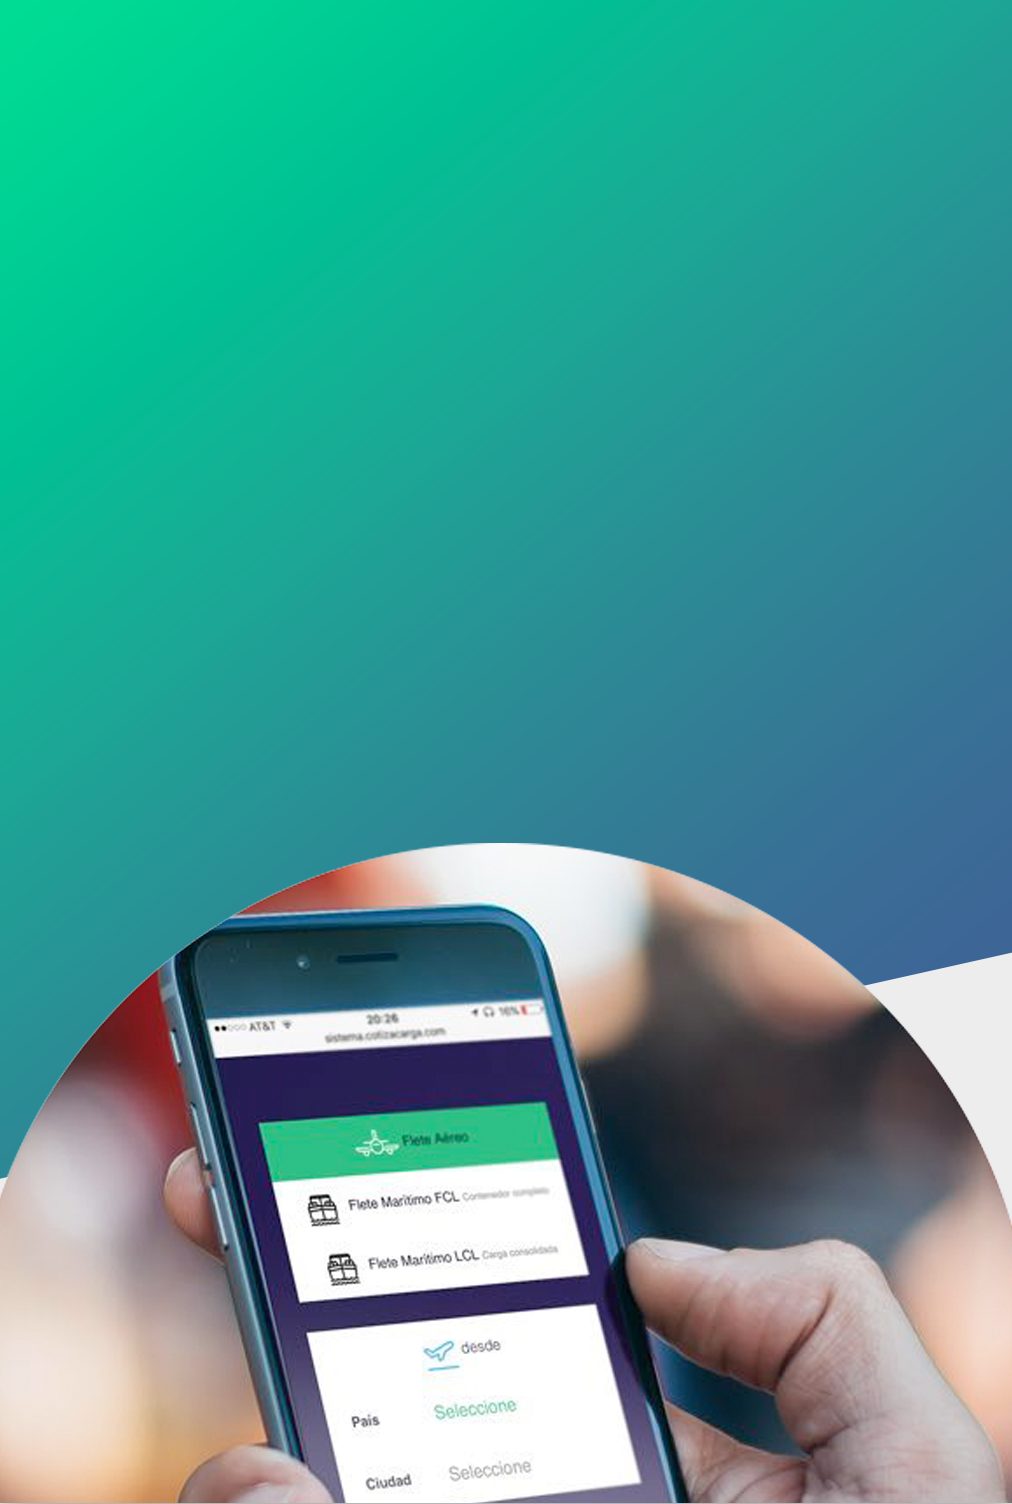 AT&T 20:26 16%
sistema.cotizacarga.com
Flete Aéreo
Flete Marítimo FCL Contenedor completo
Flete Marítimo LCL Carga consolidada
desde
País Seleccione
Ciudad Seleccione